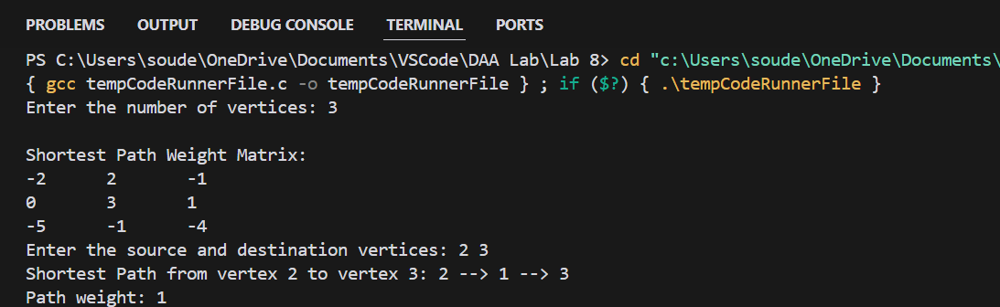 PROBLEMS OUTPUT DEBUG CONSOLE TERMINAL PORTS
PS C:\Users\soude\OneDrive\Documents\VSCode\DAA Lab\Lab 8> cd "c:\Users\soude\OneDrive\Documents\
{ gcc tempCodeRunnerFile.c -o tempCodeRunnerFile } ; if ($?) { .\tempCodeRunnerFile }
Enter the number of vertices: 3
Shortest Path Weight Matrix:
-2 2 -1
0 3 1
-5 -1 -4
Enter the source and destination vertices: 2 3
Shortest Path from vertex 2 to vertex 3: 2 --> 1 --> 3
Path weight: 1